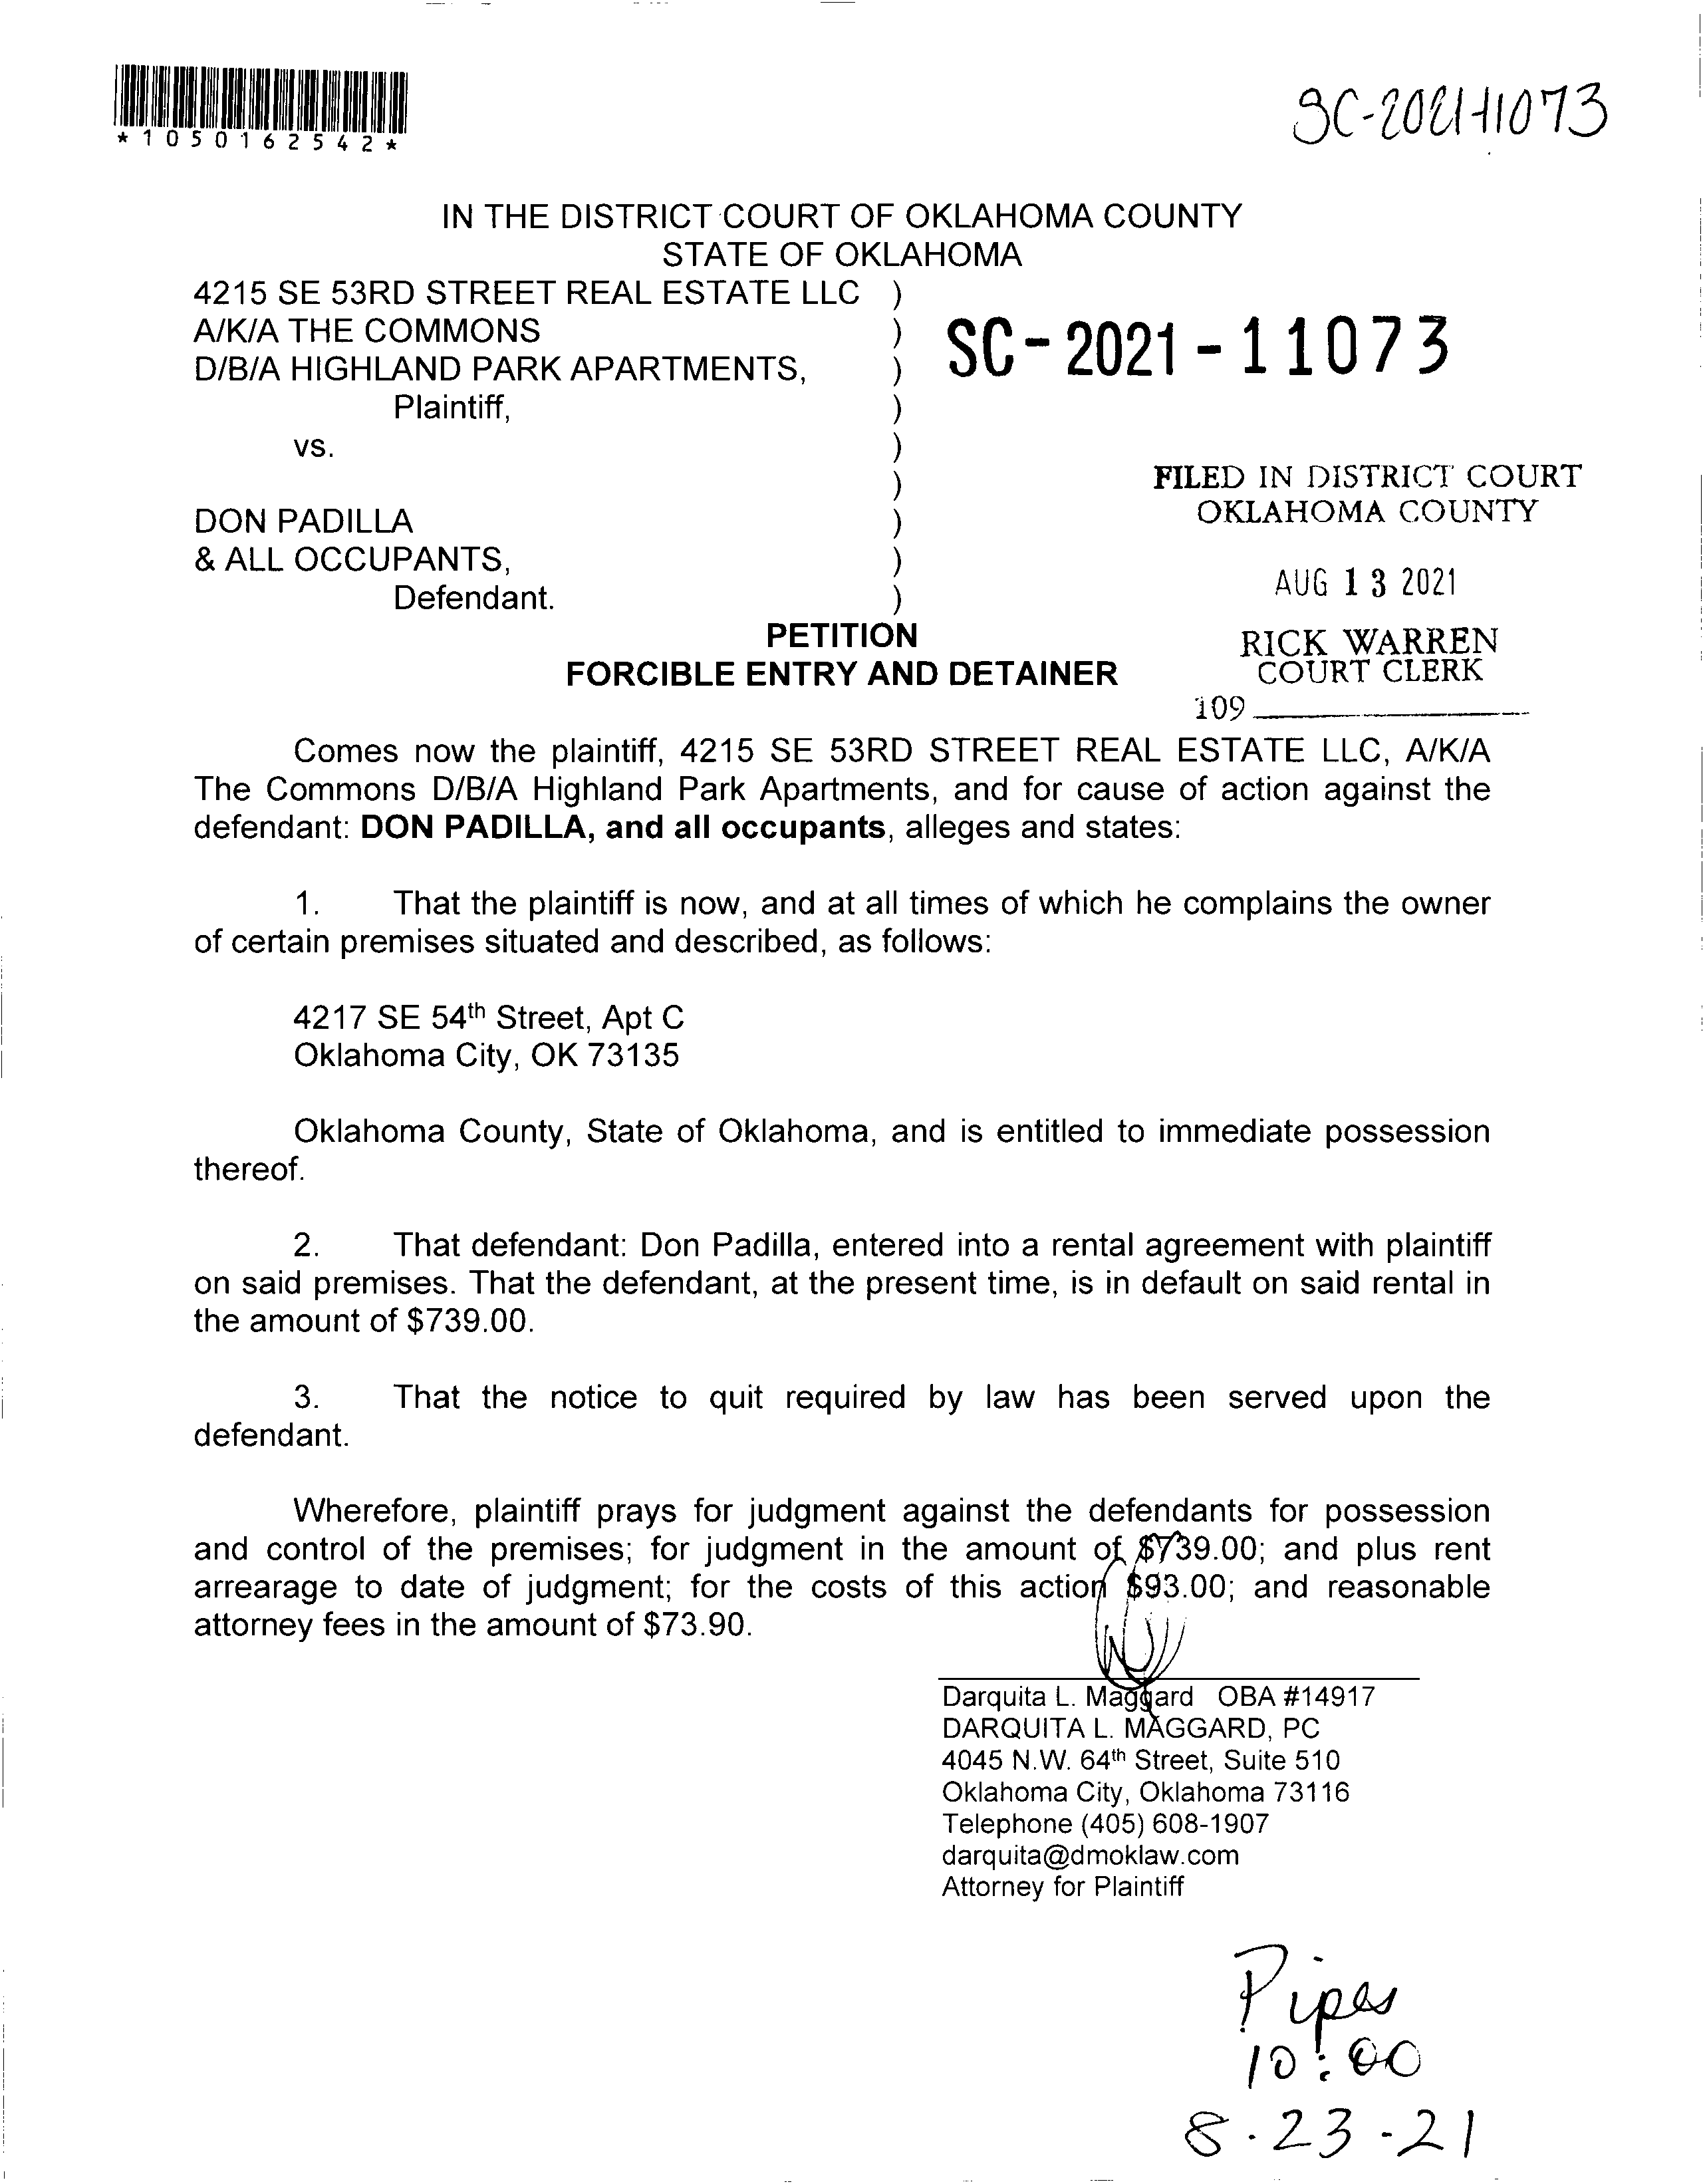 *1050162542*
SC-2021-11073
IN THE DISTRICT COURT OF OKLAHOMA COUNTY
STATE OF OKLAHOMA
4215 SE 53RD STREET REAL ESTATE LLC )
A/K/A THE COMMONS )
D/B/A HIGHLAND PARK APARTMENTS, )
SC-2021-11073
Plaintiff, )
vs. )
)
DON PADILLA )
& ALL OCCUPANTS, )
Defendant. )
FILED IN DISTRICT COURT
OKLAHOMA COUNTY
AUG 13 2021
RICK WARREN
COURT CLERK
109
PETITION
FORCIBLE ENTRY AND DETAINER
Comes now the plaintiff, 4215 SE 53RD STREET REAL ESTATE LLC, A/K/A
The Commons D/B/A Highland Park Apartments, and for cause of action against the
defendant: DON PADILLA, and all occupants, alleges and states:
1. That the plaintiff is now, and at all times of which he complains the owner
of certain premises situated and described, as follows:
4217 SE 54th Street, Apt C
Oklahoma City, OK 73135
Oklahoma County, State of Oklahoma, and is entitled to immediate possession
thereof.
2. That defendant: Don Padilla, entered into a rental agreement with plaintiff
on said premises. That the defendant, at the present time, is in default on said rental in
the amount of $739.00.
3. That the notice to quit required by law has been served upon the
defendant.
Wherefore, plaintiff prays for judgment against the defendants for possession
and control of the premises; for judgment in the amount of $739.00; and plus rent
arrearage to date of judgment; for the costs of this action $93.00; and reasonable
attorney fees in the amount of $73.90.
Darquita L. Maggard OBA #14917
DARQUITA L. MAGGARD, PC
4045 N.W. 64th Street, Suite 510
Oklahoma City, Oklahoma 73116
Telephone (405) 608-1907
darquita@dmoklaw.com
Attorney for Plaintiff
Pipes
10:00
8-23-21